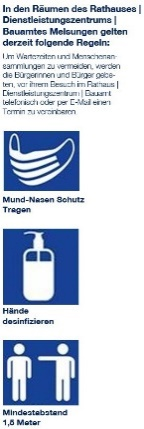 In den Räumen des Rathauses |
Dienstleistungszentrums |
Bauamtes Melsungen gelten
derzeit folgende Regeln:
Um Wartezeiten und Menschenan-
sammlungen zu vermeiden, werden
die Bürgerinnen und Bürger gebe-
ten, vor ihrem Besuch im Rathaus |
Dienstleistungszentrum | Bauamt
telefonisch oder per E-Mail einen
Termin zu vereinbaren.
Mund-Nasen Schutz
Tragen
Hände
desinfizieren
Mindestabstand
1,5 Meter